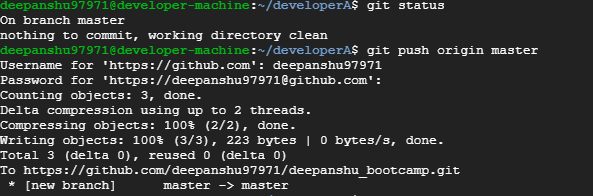 deepanshu97971@developer-machine:~/developerA$ git status
On branch master
nothing to commit, working directory clean
deepanshu97971@developer-machine:~/developerA$ git push origin master
Username for 'https://github.com': deepanshu97971
Password for 'https://deepanshu97971@github.com':
Counting objects: 3, done.
Delta compression using up to 2 threads.
Compressing objects: 100% (2/2), done.
Writing objects: 100% (3/3), 223 bytes | 0 bytes/s, done.
Total 3 (delta 0), reused 0 (delta 0)
To https://github.com/deepanshu97971/deepanshu_bootcamp.git
 * [new branch]      master -> master